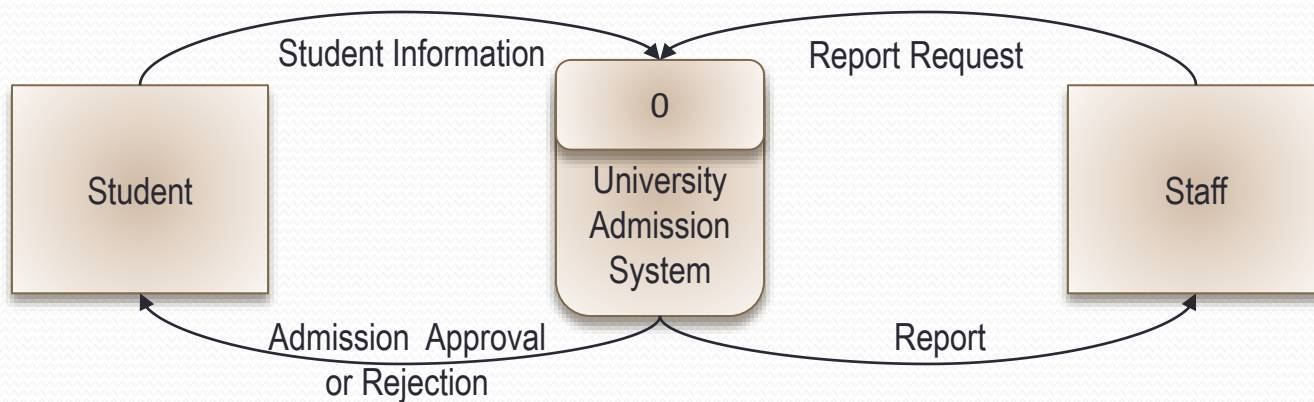 Student Information
Report Request
0
Student
University
Admission
System
Staff
Admission Approval
or Rejection
Report